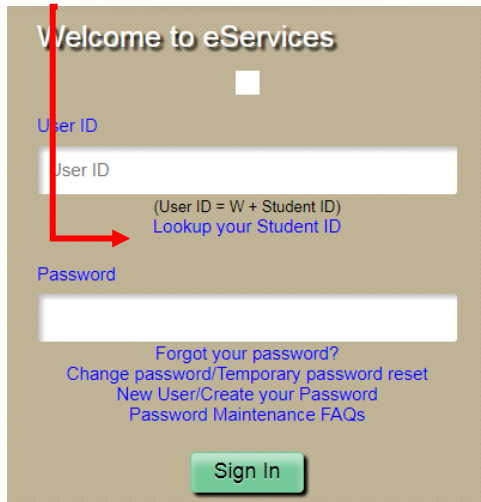 Welcome to eServices
User ID
User ID
(User ID = W + Student ID)
Lookup your Student ID
Password
Forgot your password?
Change password/Temporary password reset
New User/Create your Password
Password Maintenance FAQs
Sign In